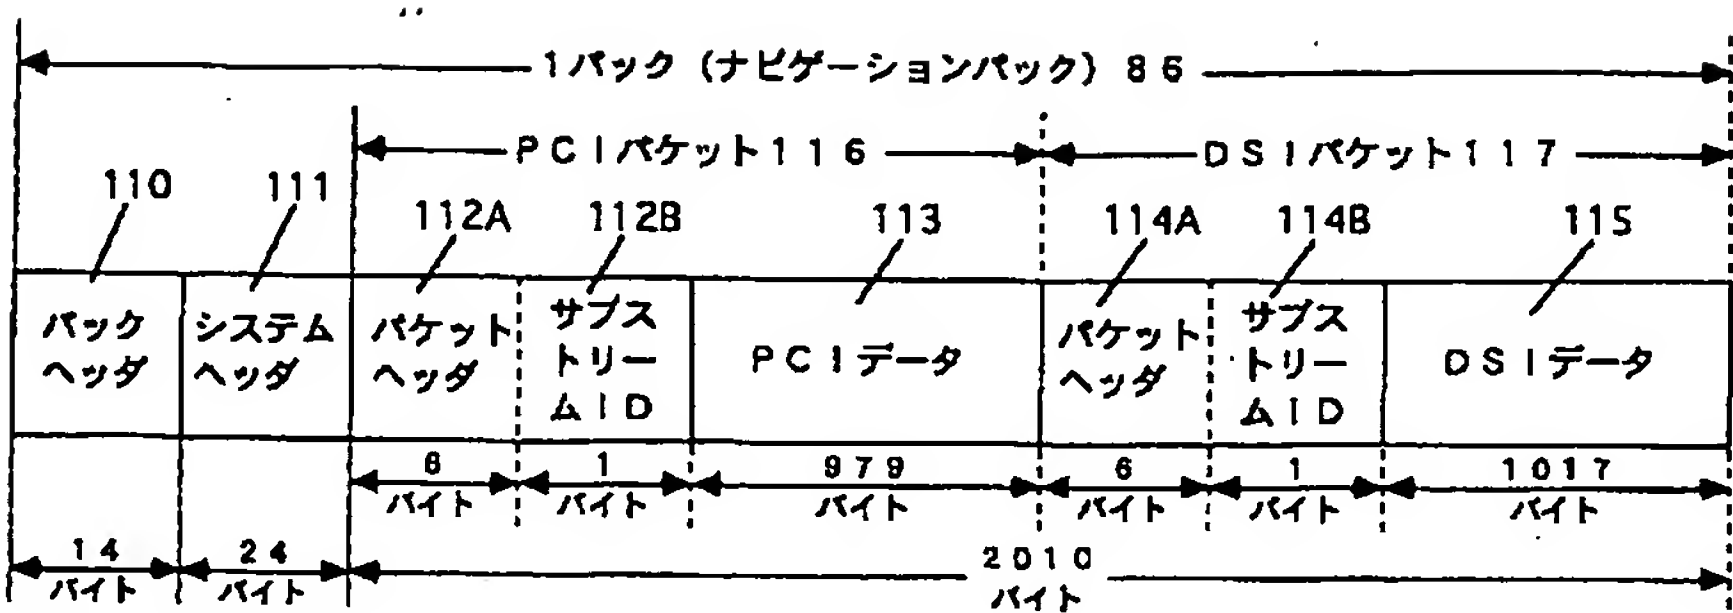 1パック (ナビゲーションパック) 86
PCIパケット116
DSIパケット117
110
111
112A
112B
113
114A
114B
115
パック
ヘッダ
システム
ヘッダ
パケット
ヘッダ
サブス
トリー
ムID
PCIデータ
パケット
ヘッダ
サブス
トリー
ムID
DSIデータ
6
バイト
1
バイト
979
バイト
6
バイト
1
バイト
1017
バイト
14
バイト
24
バイト
2010
バイト